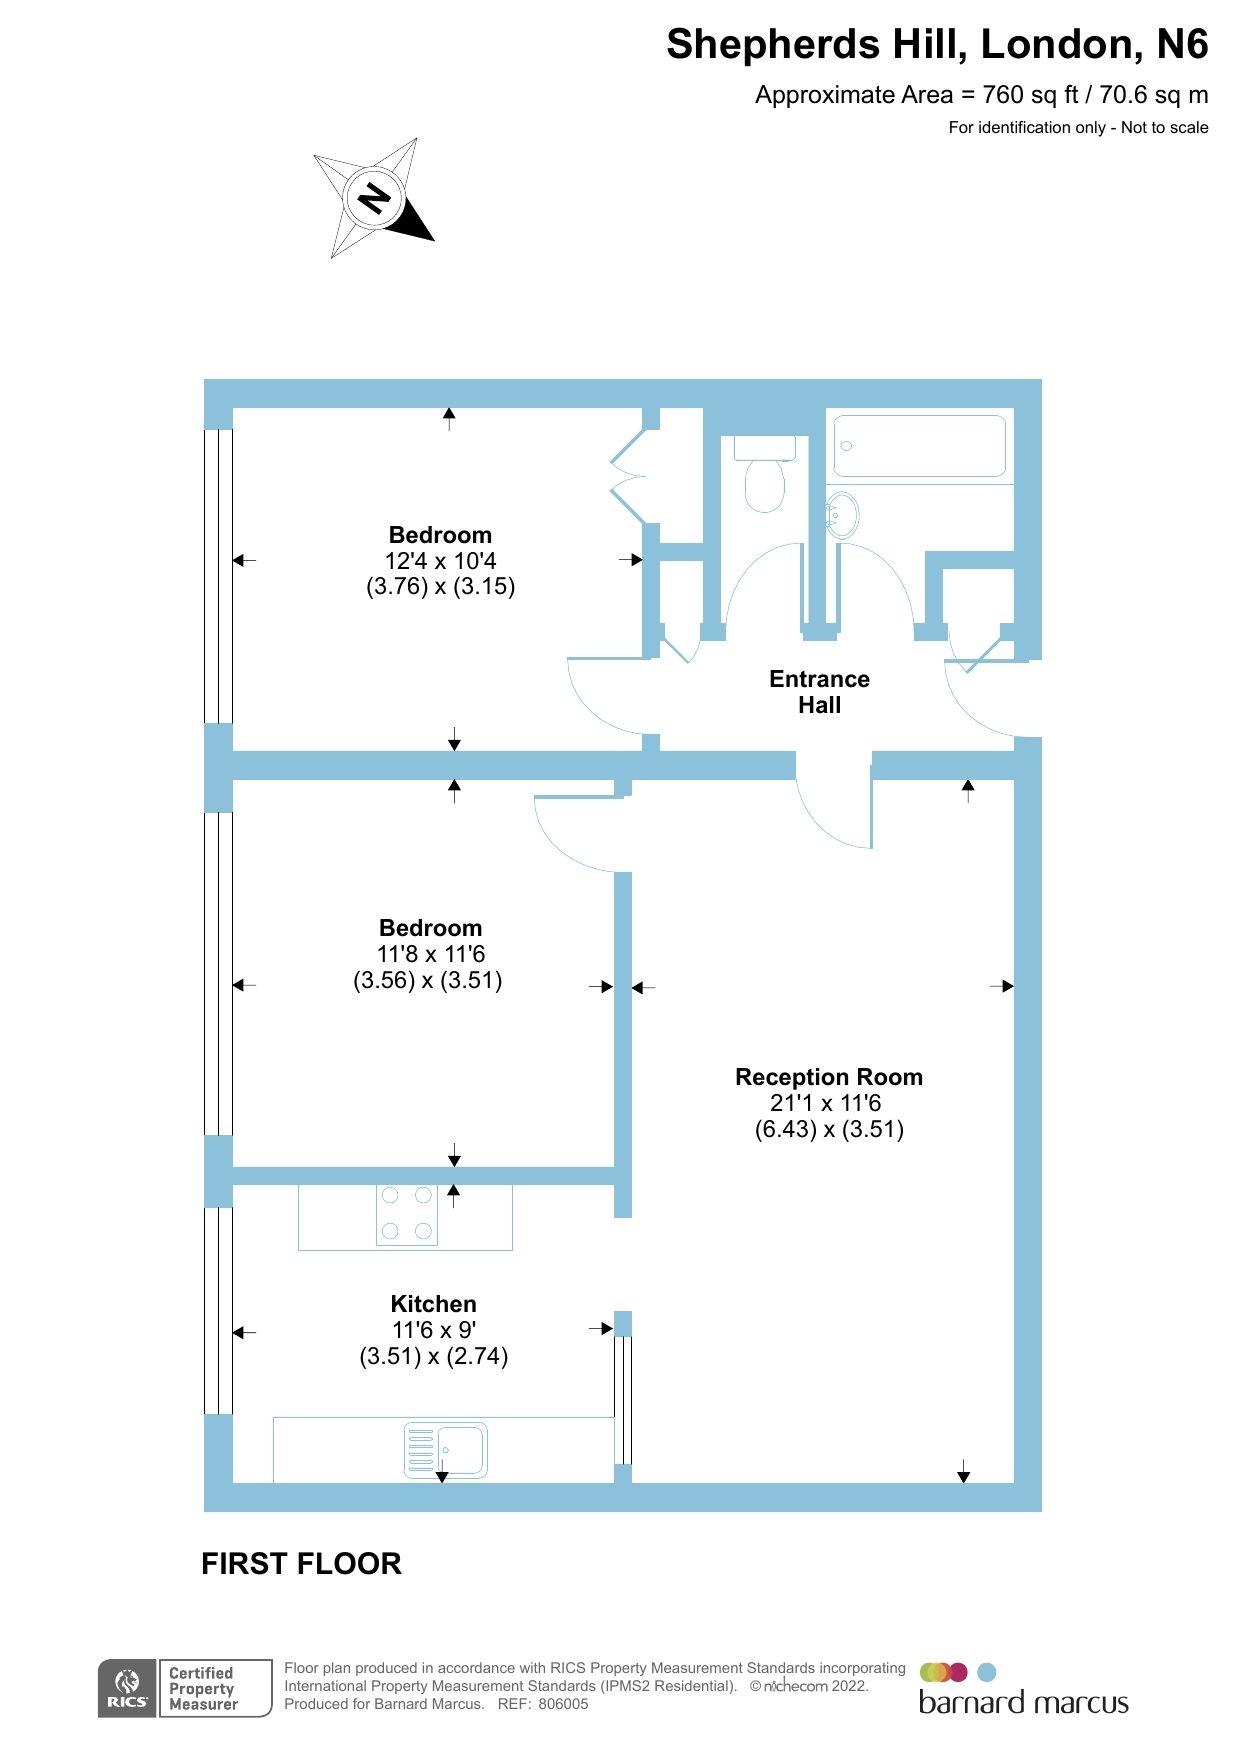 Shepherds Hill, London, N6
Approximate Area = 760 sq ft / 70.6 sq m
For identification only - Not to scale
N
Bedroom
12'4 x 10'4
(3.76) x (3.15)
Entrance
Hall
Bedroom
11'8 x 11'6
(3.56) x (3.51)
Reception Room
21'1 x 11'6
(6.43) x (3.51)
Kitchen
11'6 x 9'
(3.51) x (2.74)
FIRST FLOOR
RICS
Certified
Property
Measurer
Floor plan produced in accordance with RICS Property Measurement Standards incorporating
International Property Measurement Standards (IPMS2 Residential). © nichecom 2022.
Produced for Barnard Marcus. REF: 806005
barnard marcus